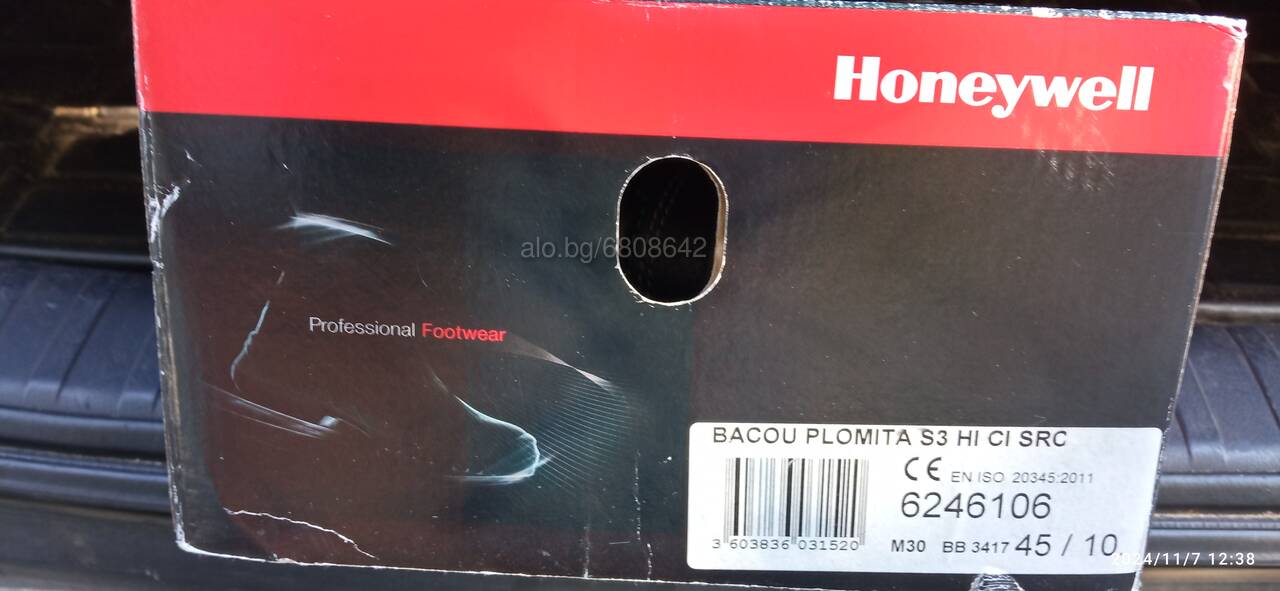 Honeywell
alo.bg/6808642
Professional Footwear
BACOU PLOMITA S3 HI CI SRC
CE EN ISO 20345:2011
6246106
3 603836 031520
M30 BB 3417 45 / 10
2024/11/7 12:38